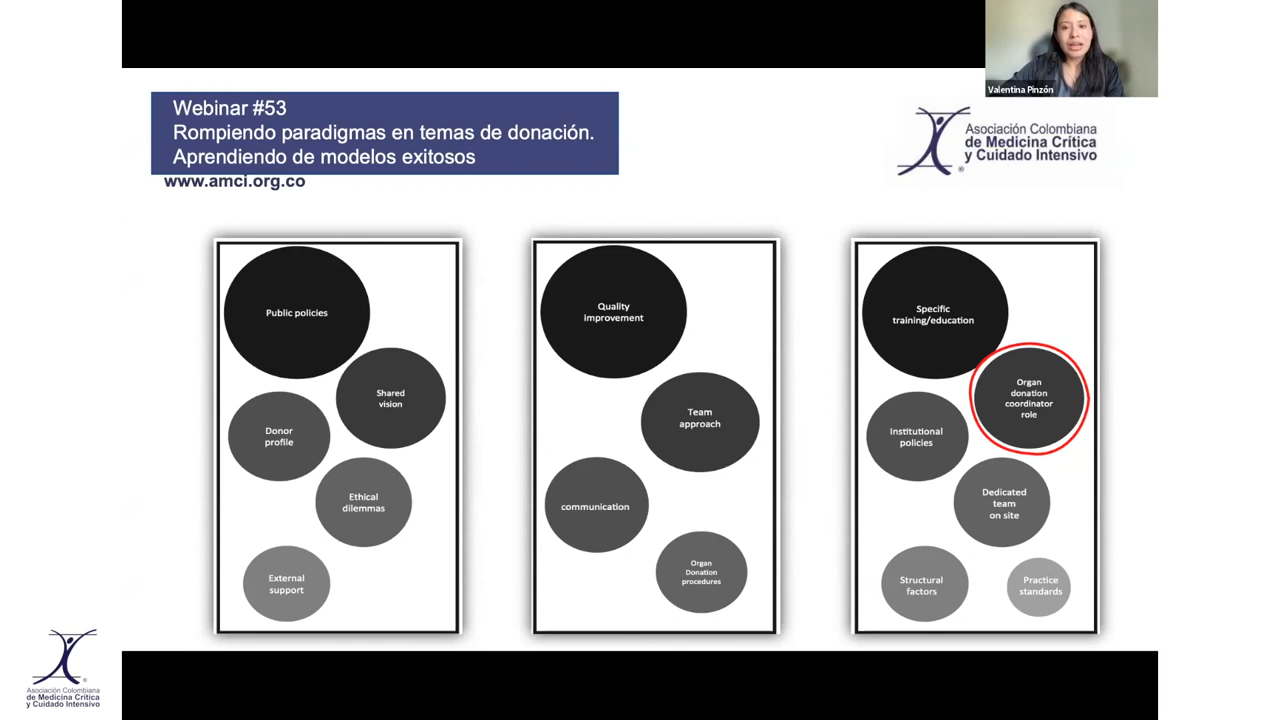 Valentina Pinzón
Webinar #53
Rompiendo paradigmas en temas de donación.
Aprendiendo de modelos exitosos
www.amci.org.co
Asociación Colombiana
de Medicina Crítica
y Cuidado Intensivo
®
Public policies
Shared
vision
Donor
profile
Ethical
dilemmas
External
support
Quality
improvement
Team
approach
communication
Organ
Donation
procedures
Specific
training/education
Organ
donation
coordinator
role
Institutional
policies
Dedicated
team
on site
Structural
factors
Practice
standards
®
Asociación Colombiana
de Medicina Crítica
y Cuidado Intensivo